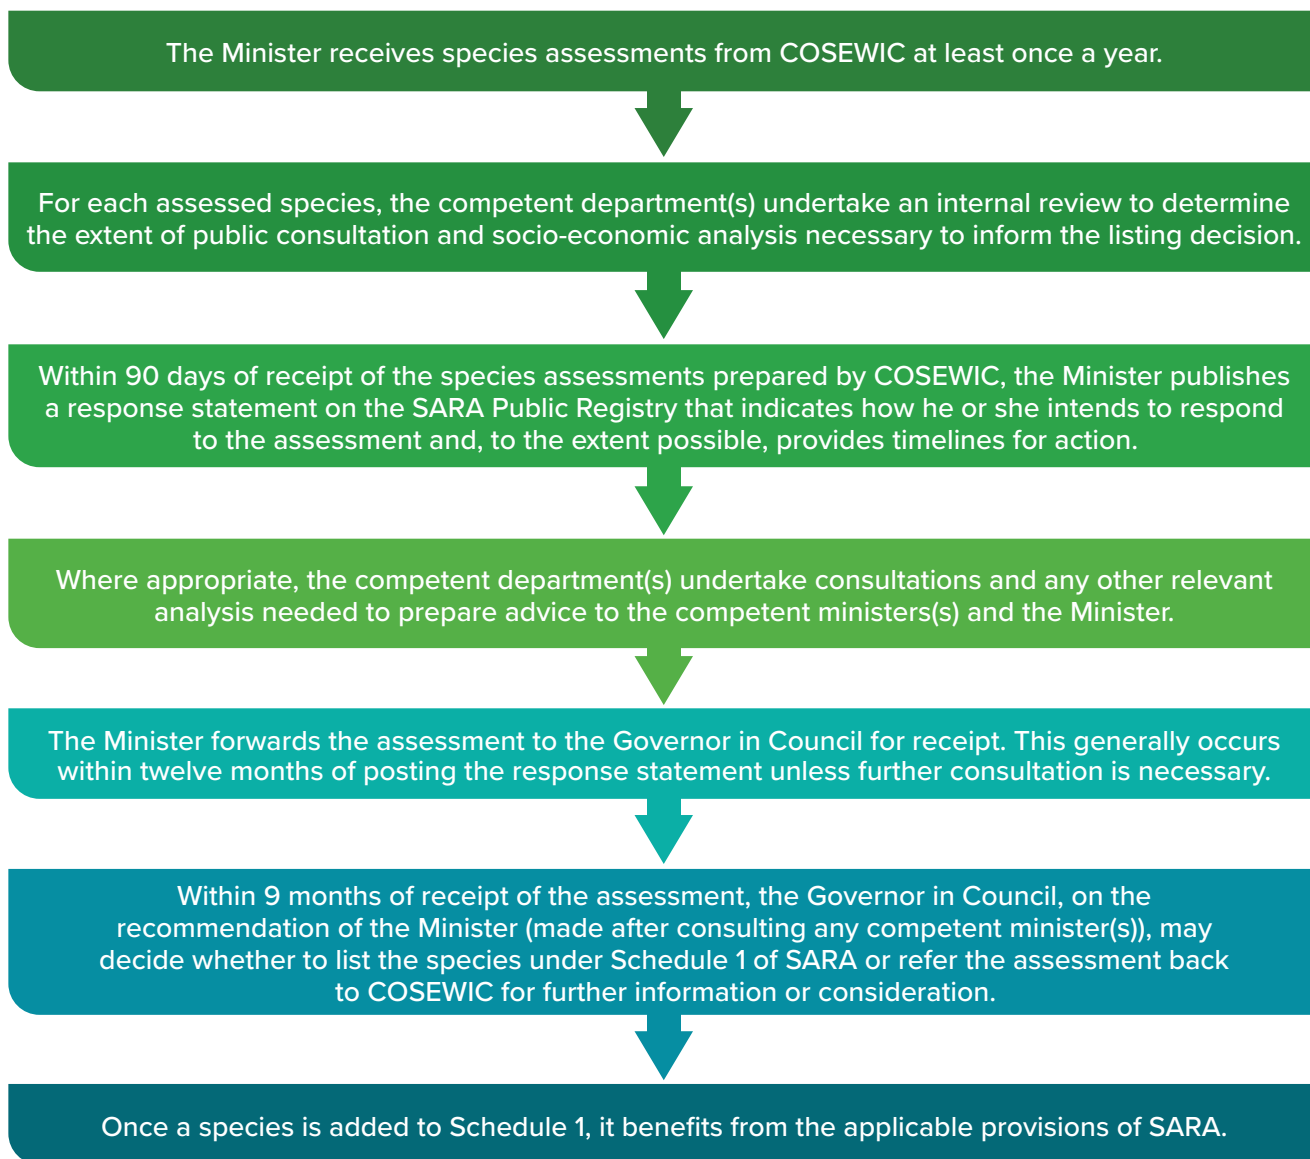 The Minister receives species assessments from COSEWIC at least once a year.
For each assessed species, the competent department(s) undertake an internal review to determine
the extent of public consultation and socio-economic analysis necessary to inform the listing decision.
Within 90 days of receipt of the species assessments prepared by COSEWIC, the Minister publishes
a response statement on the SARA Public Registry that indicates how he or she intends to respond
to the assessment and, to the extent possible, provides timelines for action.
Where appropriate, the competent department(s) undertake consultations and any other relevant
analysis needed to prepare advice to the competent ministers(s) and the Minister.
The Minister forwards the assessment to the Governor in Council for receipt. This generally occurs
within twelve months of posting the response statement unless further consultation is necessary.
Within 9 months of receipt of the assessment, the Governor in Council, on the
recommendation of the Minister (made after consulting any competent minister(s)), may
decide whether to list the species under Schedule 1 of SARA or refer the assessment back
to COSEWIC for further information or consideration.
Once a species is added to Schedule 1, it benefits from the applicable provisions of SARA.